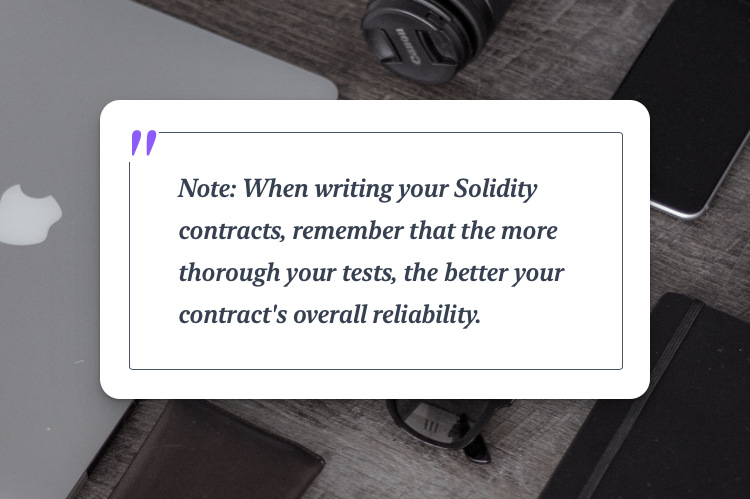 Canon
"
Note: When writing your Solidity
contracts, remember that the more
thorough your tests, the better your
contract's overall reliability.